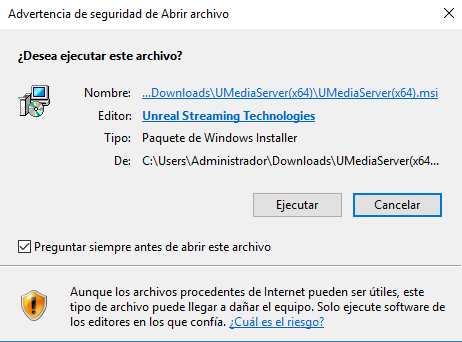 Advertencia de seguridad de Abrir archivo
¿Desea ejecutar este archivo?
Nombre: ...Downloads\UMediaServer(x64)\UMediaServer(x64).msi
Editor: Unreal Streaming Technologies
Tipo: Paquete de Windows Installer
De: C:\Users\Administrador\Downloads\UMediaServer(x64...
Ejecutar Cancelar
Preguntar siempre antes de abrir este archivo
Aunque los archivos procedentes de Internet pueden ser útiles, este
tipo de archivo puede llegar a dañar el equipo. Solo ejecute software de
los editores en los que confía. ¿Cuál es el riesgo?